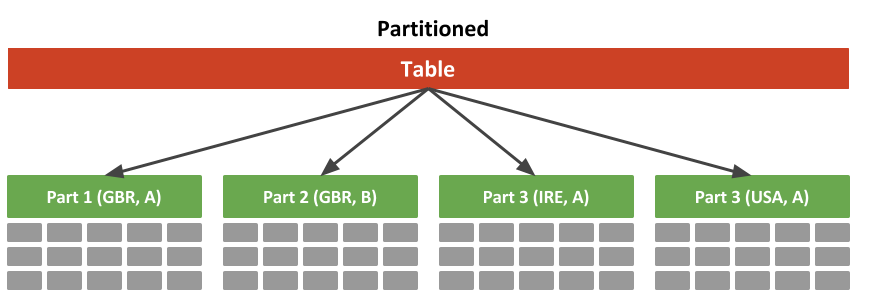 Partitioned
Table
Part 1 (GBR, A)
Part 2 (GBR, B)
Part 3 (IRE, A)
Part 3 (USA, A)